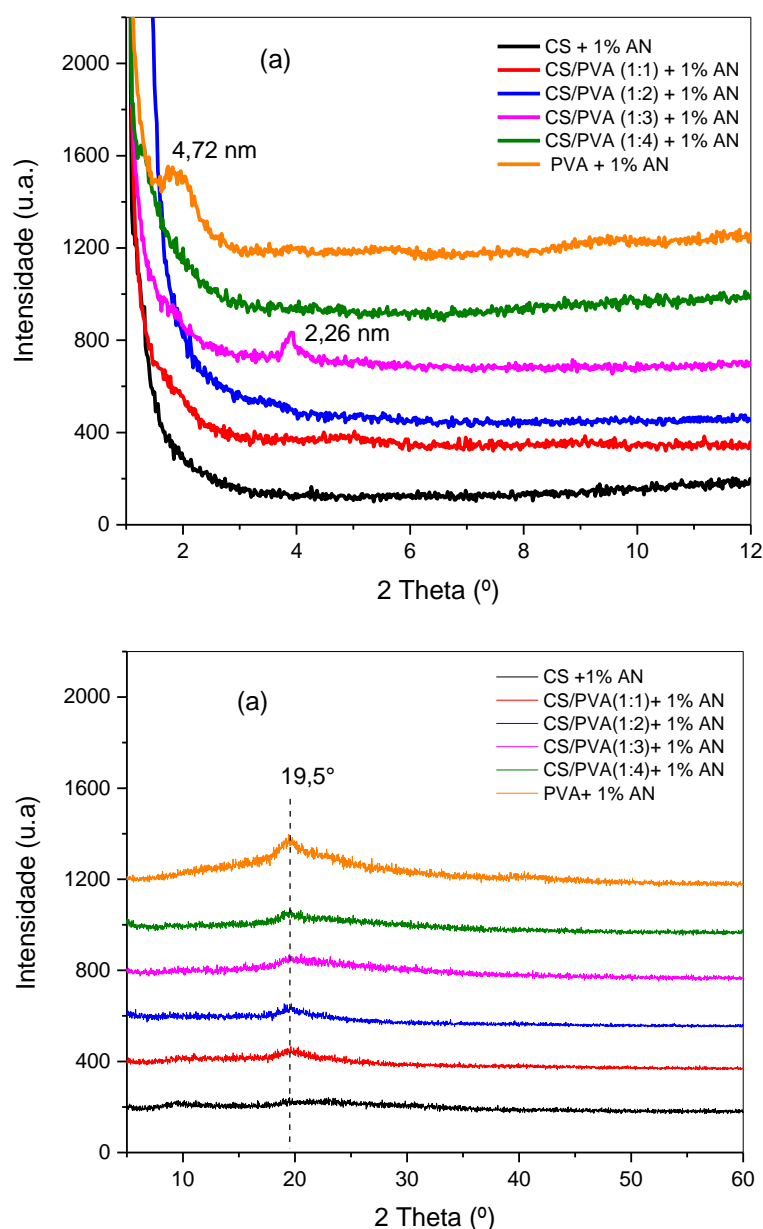 2200
2000
1600
1200
800
400
0
Intensidade (u.a.)
(a)
CS + 1% AN
CS/PVA (1:1) + 1% AN
CS/PVA (1:2) + 1% AN
CS/PVA (1:3) + 1% AN
CS/PVA (1:4) + 1% AN
PVA + 1% AN
4,72 nm
2,26 nm
2 4 6 8 10 12
2 Theta (º)
2000
1600
1200
800
400
0
Intensidade (u.a)
(a)
CS +1% AN
CS/PVA(1:1)+ 1% AN
CS/PVA(1:2)+ 1% AN
CS/PVA(1:3)+ 1% AN
CS/PVA(1:4)+ 1% AN
PVA+ 1% AN
19,5°
10 20 30 40 50 60
2 Theta (º)